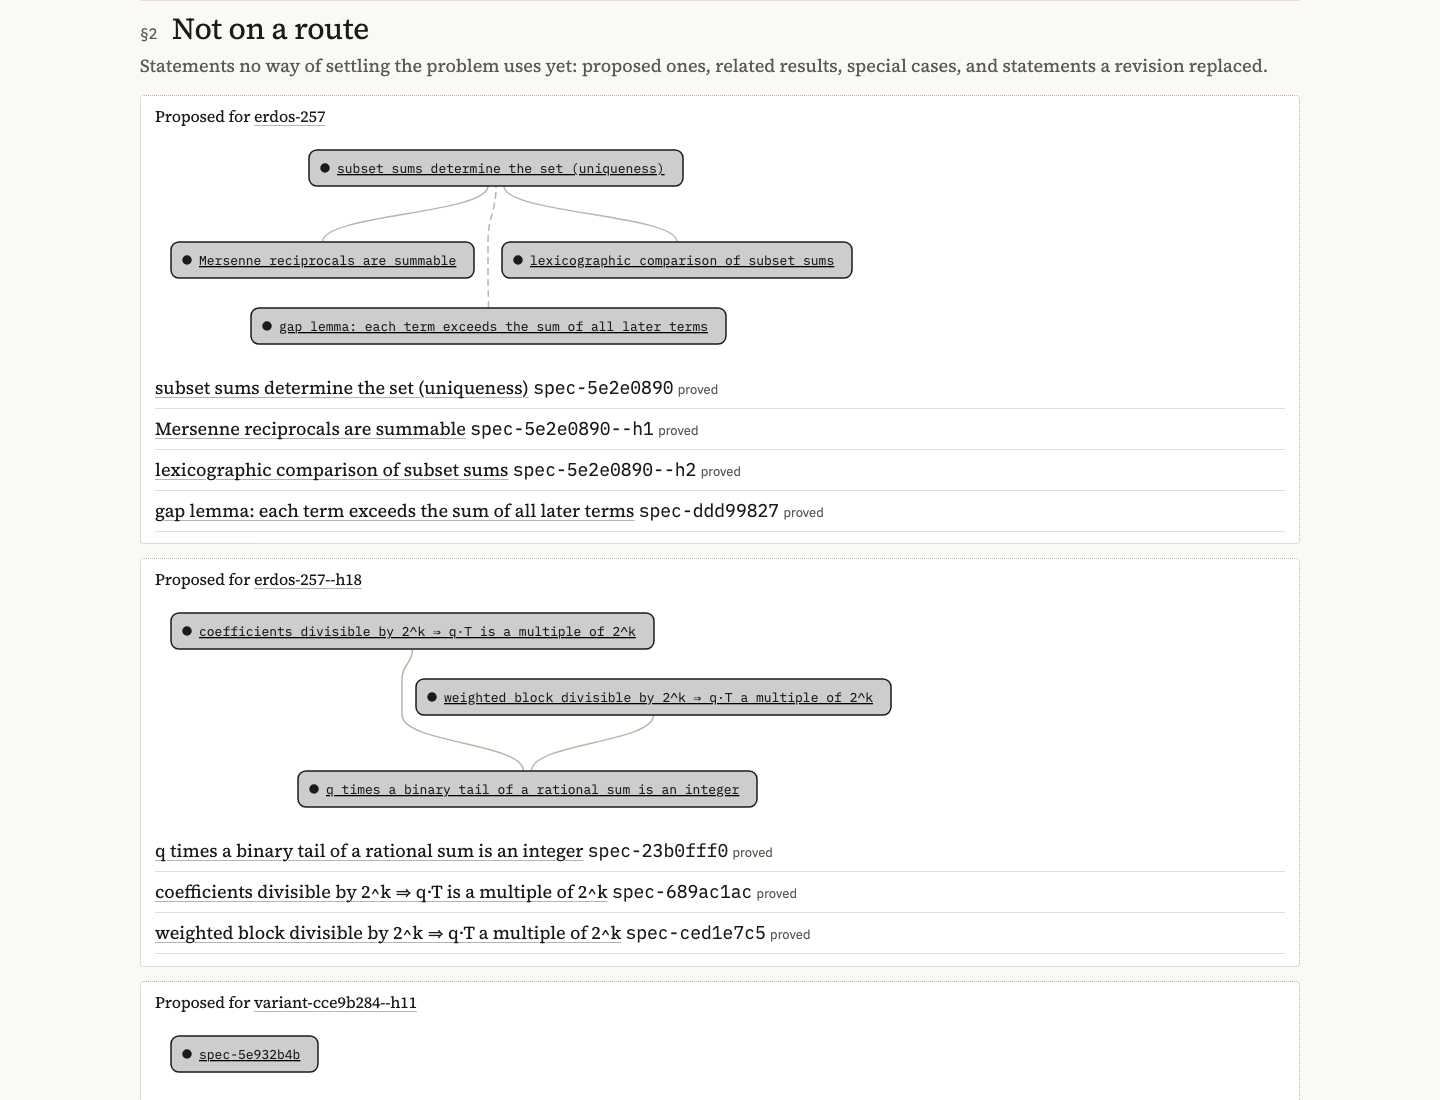 §2 Not on a route
Statements no way of settling the problem uses yet: proposed ones, related results, special cases, and statements a revision replaced.
Proposed for erdos-257
subset sums determine the set (uniqueness)
Mersenne reciprocals are summable
lexicographic comparison of subset sums
gap lemma: each term exceeds the sum of all later terms
subset sums determine the set (uniqueness) spec-5e2e0890 proved
Mersenne reciprocals are summable spec-5e2e0890--h1 proved
lexicographic comparison of subset sums spec-5e2e0890--h2 proved
gap lemma: each term exceeds the sum of all later terms spec-ddd99827 proved
Proposed for erdos-257--h18
coefficients divisible by 2^k ⇒ q·T is a multiple of 2^k
weighted block divisible by 2^k ⇒ q·T a multiple of 2^k
q times a binary tail of a rational sum is an integer
q times a binary tail of a rational sum is an integer spec-23b0fff0 proved
coefficients divisible by 2^k ⇒ q·T is a multiple of 2^k spec-689ac1ac proved
weighted block divisible by 2^k ⇒ q·T a multiple of 2^k spec-ced1e7c5 proved
Proposed for variant-cce9b284--h11
spec-5e932b4b